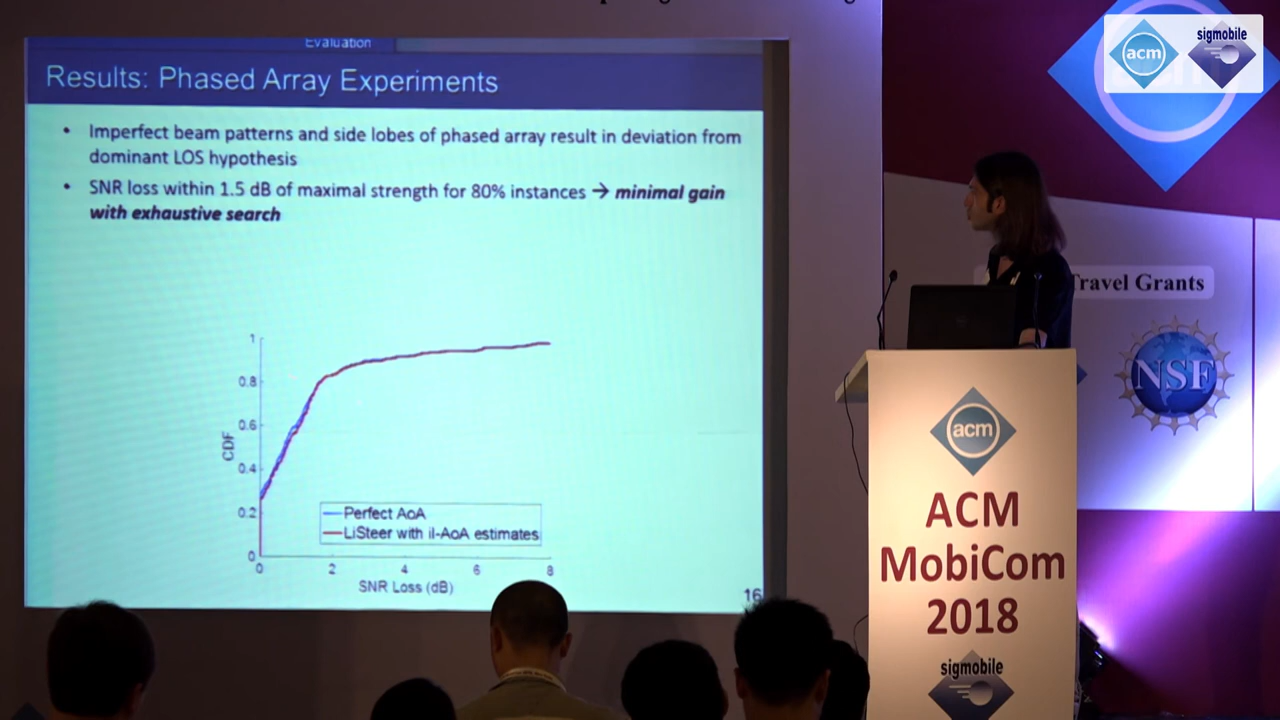 Evaluation
Results: Phased Array Experiments
• Imperfect beam patterns and side lobes of phased array result in deviation from
dominant LOS hypothesis
• SNR loss within 1.5 dB of maximal strength for 80% instances → minimal gain
with exhaustive search
1
0.8
0.6
0.4
0.2
0
CDF
Perfect AoA
LiSteer with il-AoA estimates
0 2 4 6 8
SNR Loss (dB)
16
acm
sigmobile
Travel Grants
NSF
acm
ACM
MobiCom
2018
sigmobile